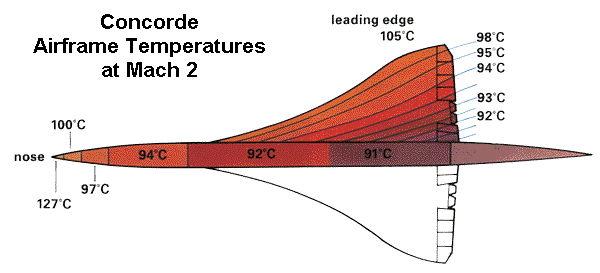 Concorde
Airframe Temperatures
at Mach 2
leading edge
105°C
98°C
95°C
94°C
93°C
92°C
100°C
nose
94°C
92°C
91°C
97°C
127°C